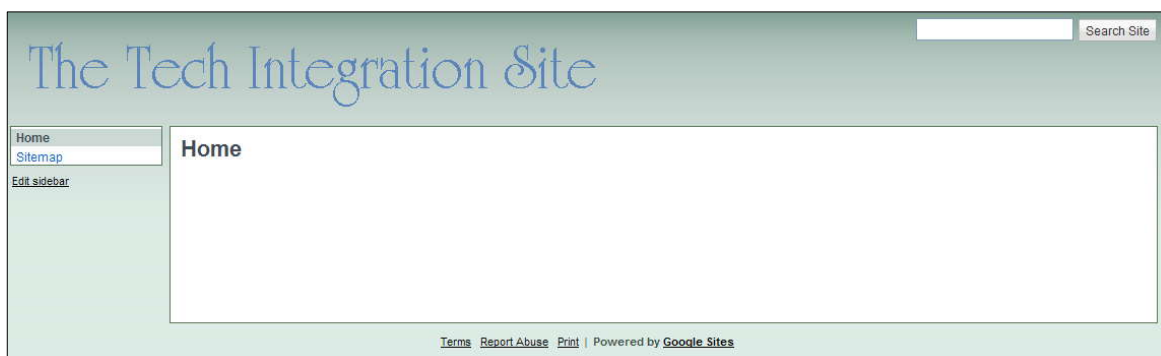 Search Site
The Tech Integration Site
Home
Sitemap
Edit sidebar
Home
Terms Report Abuse Print | Powered by Google Sites